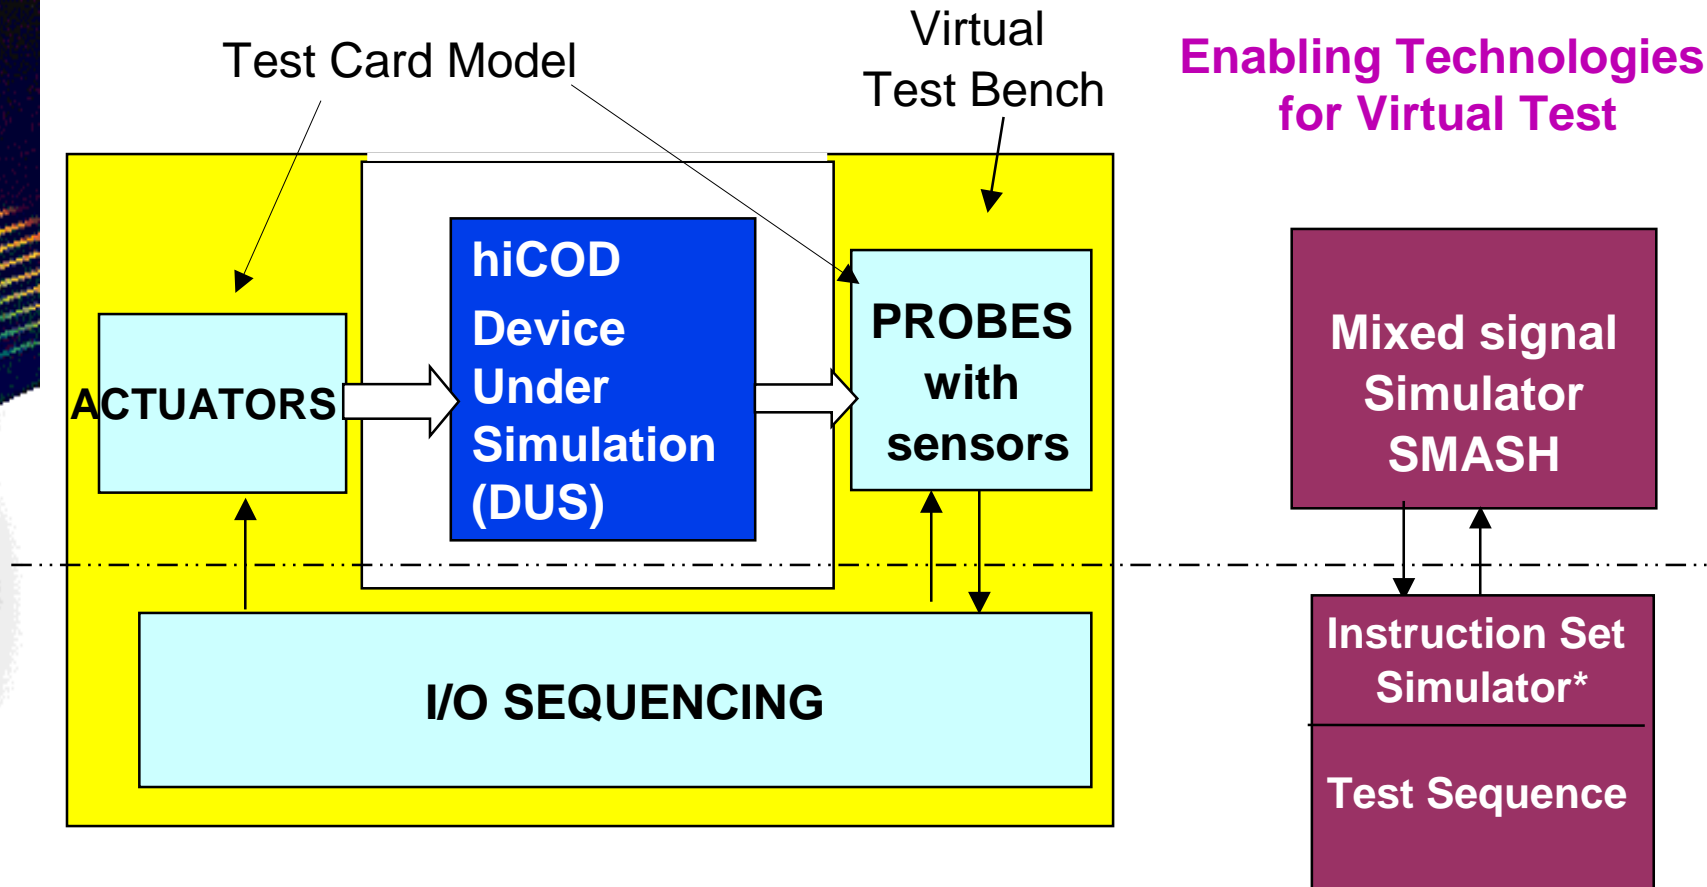 Test Card Model
Virtual
Test Bench
Enabling Technologies
for Virtual Test
ACTUATORS
hiCOD
Device
Under
Simulation
(DUS)
PROBES
with
sensors
I/O SEQUENCING
Mixed signal
Simulator
SMASH
Instruction Set
Simulator*
Test Sequence